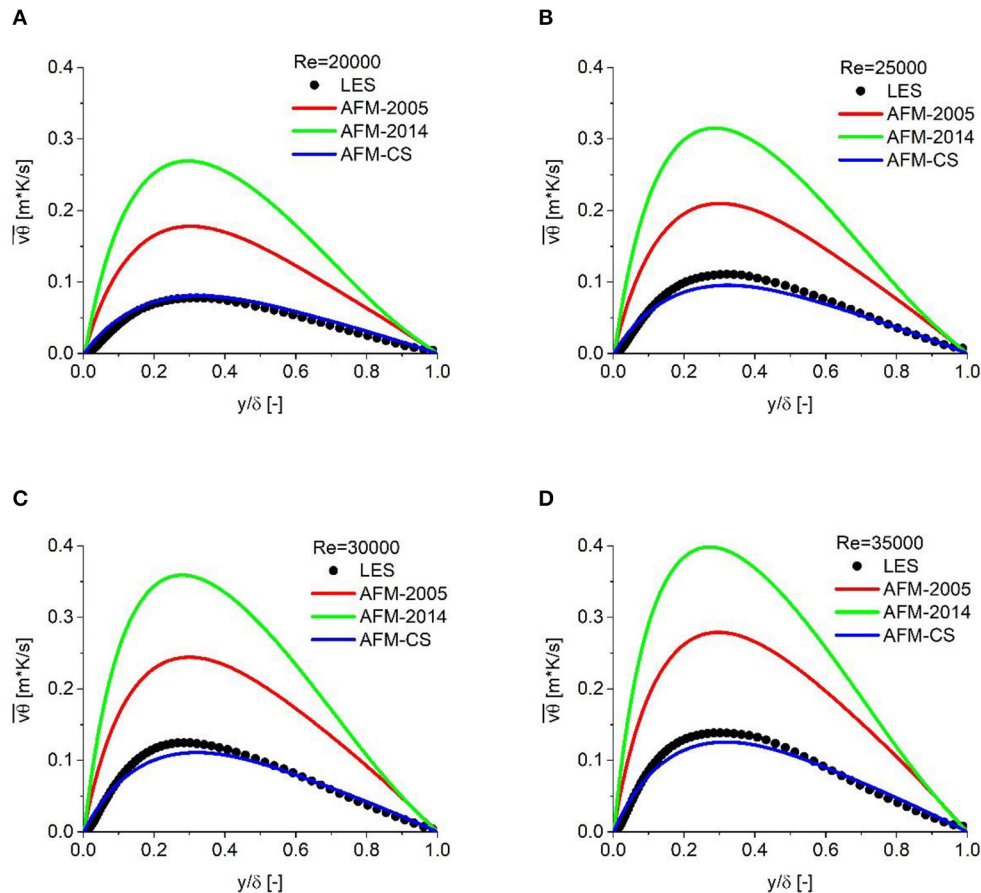 A
Re=20000
LES
AFM-2005
AFM-2014
AFM-CS
0.4
0.3
0.2
0.1
0.0
v̅θ̅ [m*K/s]
0.0 0.2 0.4 0.6 0.8 1.0
y/δ [-]
B
Re=25000
LES
AFM-2005
AFM-2014
AFM-CS
0.4
0.3
0.2
0.1
0.0
v̅θ̅ [m*K/s]
0.0 0.2 0.4 0.6 0.8 1.0
y/δ [-]
C
Re=30000
LES
AFM-2005
AFM-2014
AFM-CS
0.4
0.3
0.2
0.1
0.0
v̅θ̅ [m*K/s]
0.0 0.2 0.4 0.6 0.8 1.0
y/δ [-]
D
Re=35000
LES
AFM-2005
AFM-2014
AFM-CS
0.4
0.3
0.2
0.1
0.0
v̅θ̅ [m*K/s]
0.0 0.2 0.4 0.6 0.8 1.0
y/δ [-]